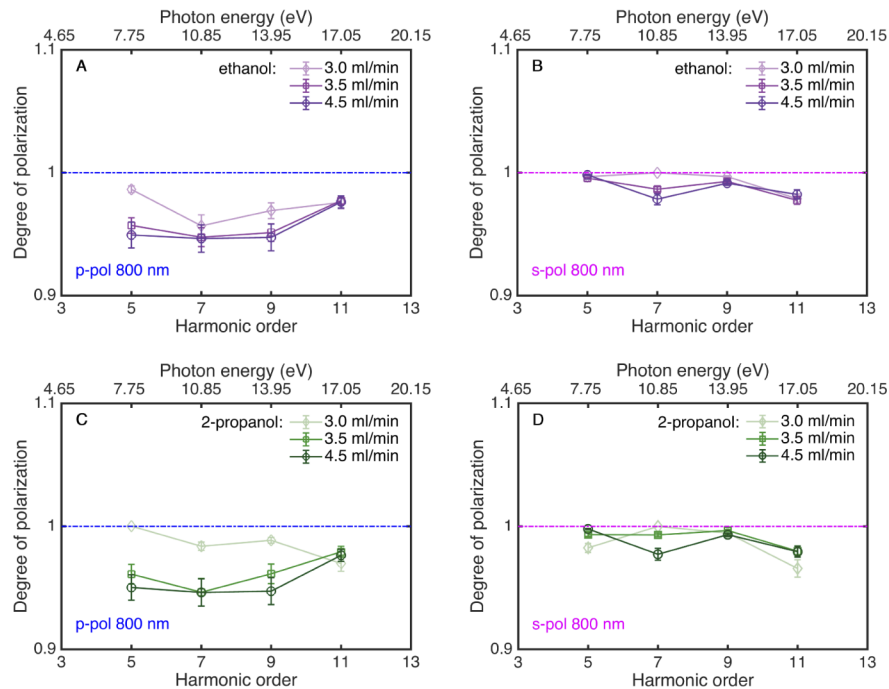 Photon energy (eV)
4.65 7.75 10.85 13.95 17.05 20.15
1.1
A
ethanol:
3.0 ml/min
3.5 ml/min
4.5 ml/min
Degree of polarization
1
p-pol 800 nm
0.9
3 5 7 9 11 13
Harmonic order
Photon energy (eV)
4.65 7.75 10.85 13.95 17.05 20.15
1.1
B
ethanol:
3.0 ml/min
3.5 ml/min
4.5 ml/min
Degree of polarization
1
s-pol 800 nm
0.9
3 5 7 9 11 13
Harmonic order
Photon energy (eV)
4.65 7.75 10.85 13.95 17.05 20.15
1.1
C
2-propanol:
3.0 ml/min
3.5 ml/min
4.5 ml/min
Degree of polarization
1
p-pol 800 nm
0.9
3 5 7 9 11 13
Harmonic order
Photon energy (eV)
4.65 7.75 10.85 13.95 17.05 20.15
1.1
D
2-propanol:
3.0 ml/min
3.5 ml/min
4.5 ml/min
Degree of polarization
1
s-pol 800 nm
0.9
3 5 7 9 11 13
Harmonic order